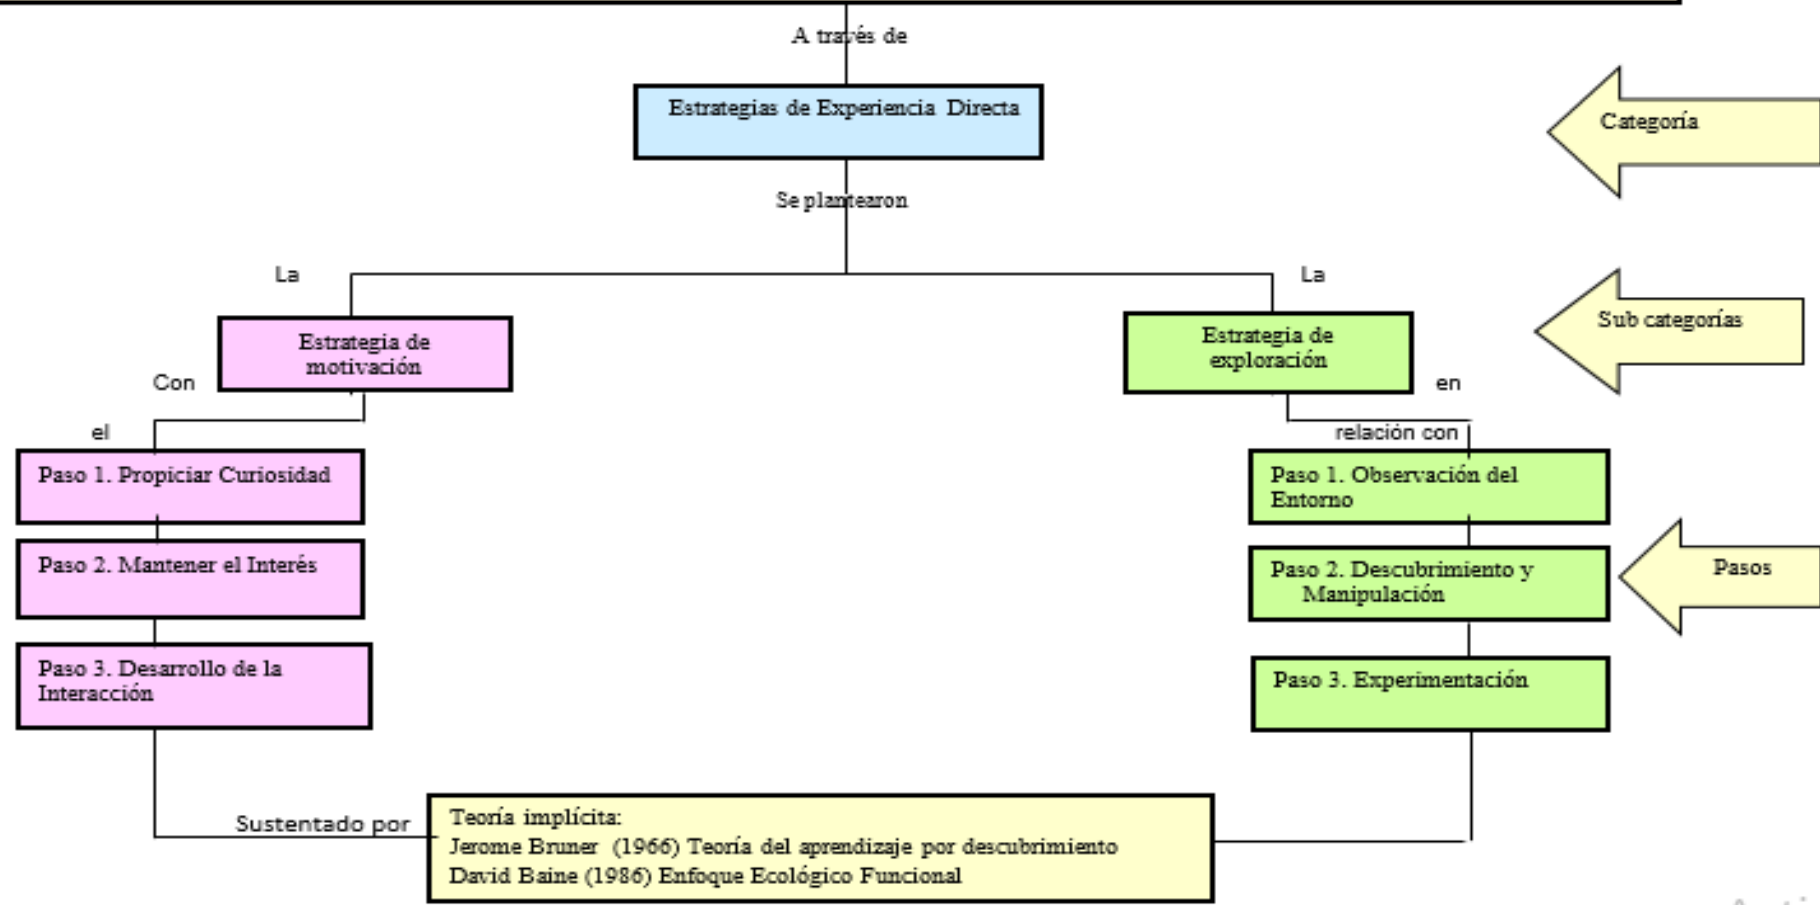 A través de
Estrategias de Experiencia Directa
Categoría
Se plantearon
La
La
Estrategia de
motivación
Estrategia de
exploración
Sub categorías
Con
el
en
relación con
Paso 1. Propiciar Curiosidad
Paso 2. Mantener el Interés
Paso 3. Desarrollo de la
Interacción
Paso 1. Observación del
Entorno
Paso 2. Descubrimiento y
Manipulación
Paso 3. Experimentación
Pasos
Sustentado por
Teoría implícita:
Jerome Bruner (1966) Teoría del aprendizaje por descubrimiento
David Baine (1986) Enfoque Ecológico Funcional